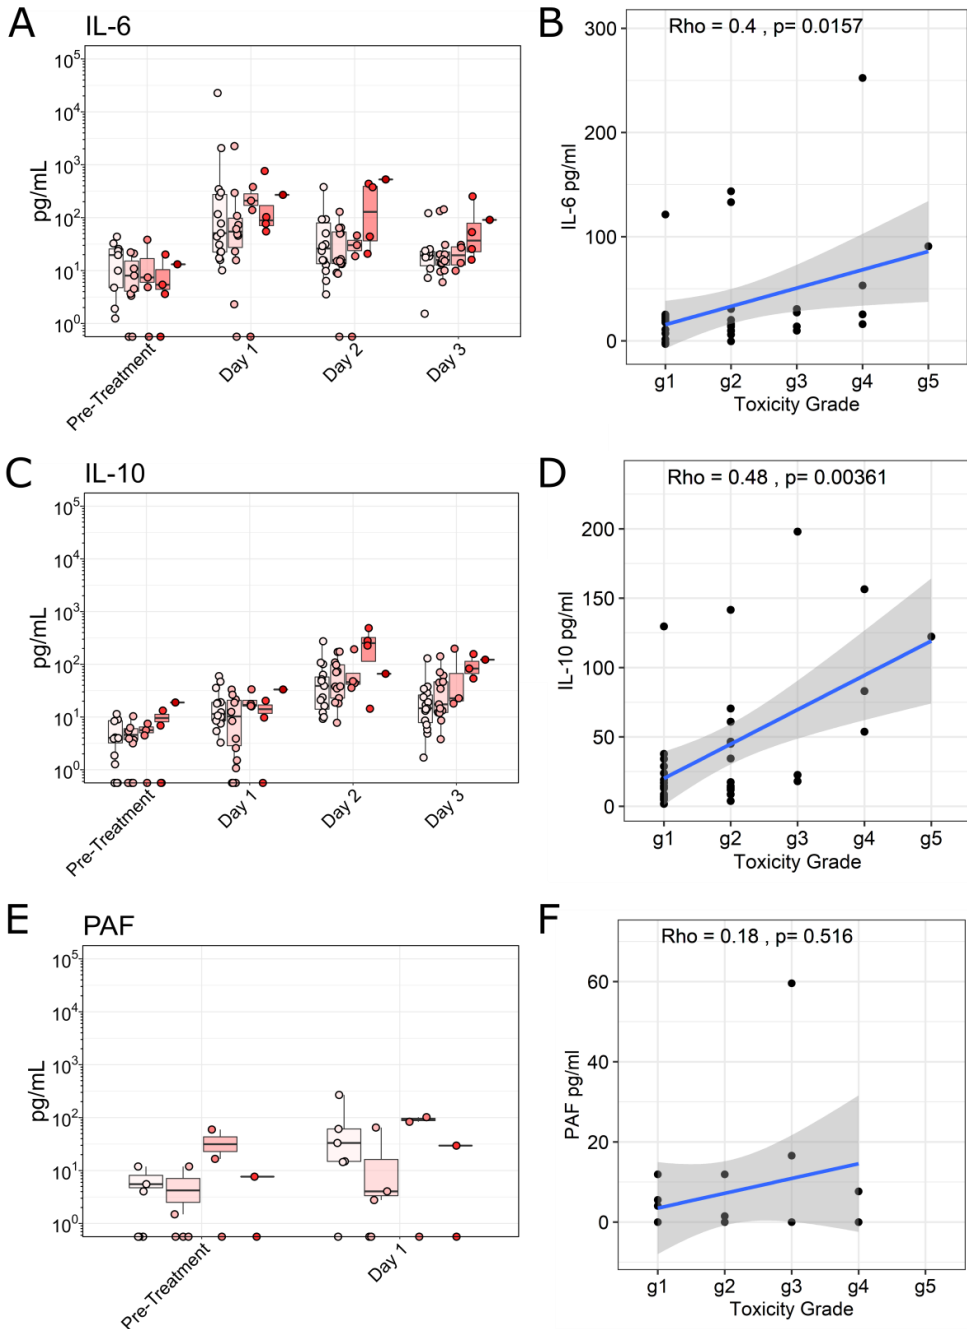 A IL-6
pg/mL
10^5
10^4
10^3
10^2
10^1
10^0
Pre-Treatment
Day 1
Day 2
Day 3
B
Rho = 0.4 , p= 0.0157
IL-6 pg/ml
300
200
100
0
g1 g2 g3 g4 g5
Toxicity Grade
C IL-10
pg/mL
10^5
10^4
10^3
10^2
10^1
10^0
Pre-Treatment
Day 1
Day 2
Day 3
D
Rho = 0.48 , p= 0.00361
IL-10 pg/ml
200
150
100
50
0
g1 g2 g3 g4 g5
Toxicity Grade
E PAF
pg/mL
10^5
10^4
10^3
10^2
10^1
10^0
Pre-Treatment
Day 1
F
Rho = 0.18 , p= 0.516
PAF pg/ml
60
40
20
0
g1 g2 g3 g4 g5
Toxicity Grade